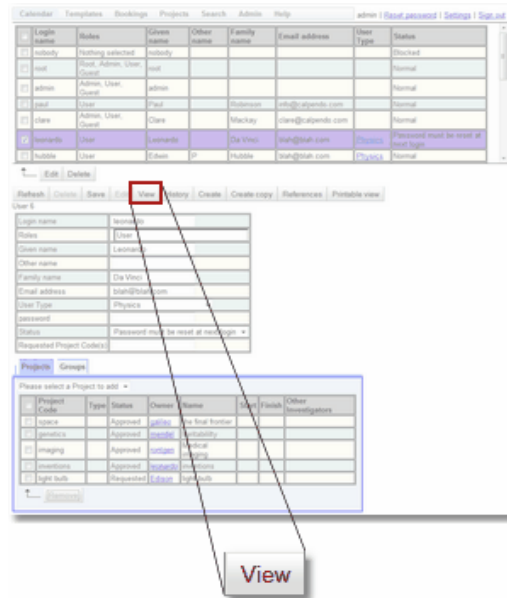 Calendar Templates Bookings Projects Search Admin Help admin | Reset password | Settings | Sign out
Login name Roles Given name Other name Family name Email address User Type Status
nobody Nothing selected nobody Blocked
root Root, Admin, User, Guest root Normal
admin Admin, User, Guest admin Normal
paul User Paul Robinson info@calpendo.com Normal
clare Admin, User, Guest Clare Mackay clare@calpendo.com Normal
leonardo User Leonardo Da Vinci blah@blah.com Physics Password must be reset at next login
hubble User Edwin P Hubble blah@blah.com Physics Normal
Edit Delete
Refresh Delete Save Edit View History Create Create copy References Printable view
User 6
Login name leonardo
Roles User
Given name Leonardo
Other name
Family name Da Vinci
Email address blah@blah.com
User Type Physics
password
Status Password must be reset at next login
Requested Project Code(s)
Projects Groups
Please select a Project to add
Project Code Type Status Owner Name Start Finish Other Investigators
space Approved galileo the final frontier
genetics Approved mendel heritability
imaging Approved rontgen Medical imaging
inventions Approved leonardo inventions
light bulb Requested Edison light bulb
Remove
View